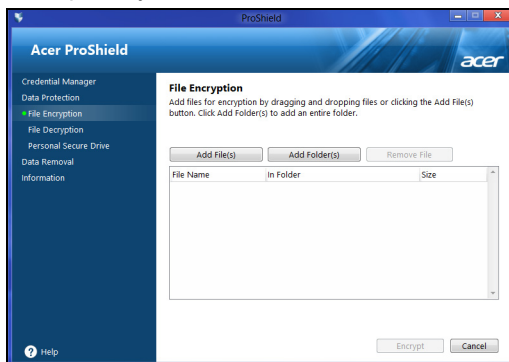 ProShield
Acer ProShield
acer
Credential Manager
Data Protection
File Encryption
File Decryption
Personal Secure Drive
Data Removal
Information
Help
File Encryption
Add files for encryption by dragging and dropping files or clicking the Add File(s)
button. Click Add Folder(s) to add an entire folder.
Add File(s) Add Folder(s) Remove File
File Name In Folder Size
Encrypt Cancel